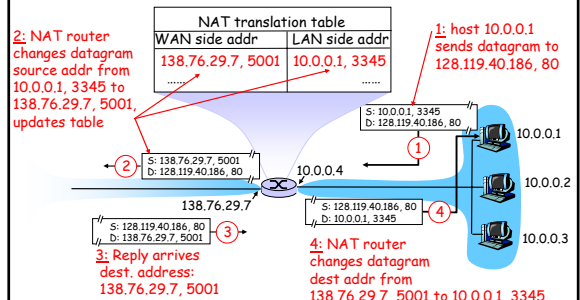 NAT translation table
WAN side addr LAN side addr
138.76.29.7, 5001 10.0.0.1, 3345
...... ......
2: NAT router
changes datagram
source addr from
10.0.0.1, 3345 to
138.76.29.7, 5001,
updates table
1: host 10.0.0.1
sends datagram to
128.119.40.186, 80
S: 10.0.0.1, 3345
D: 128.119.40.186, 80
1
10.0.0.1
S: 138.76.29.7, 5001
D: 128.119.40.186, 80
2
10.0.0.4
10.0.0.2
138.76.29.7
S: 128.119.40.186, 80
D: 10.0.0.1, 3345
4
S: 128.119.40.186, 80
D: 138.76.29.7, 5001
3
10.0.0.3
3: Reply arrives
dest. address:
138.76.29.7, 5001
4: NAT router
changes datagram
dest addr from
138.76.29.7, 5001 to 10.0.0.1, 3345